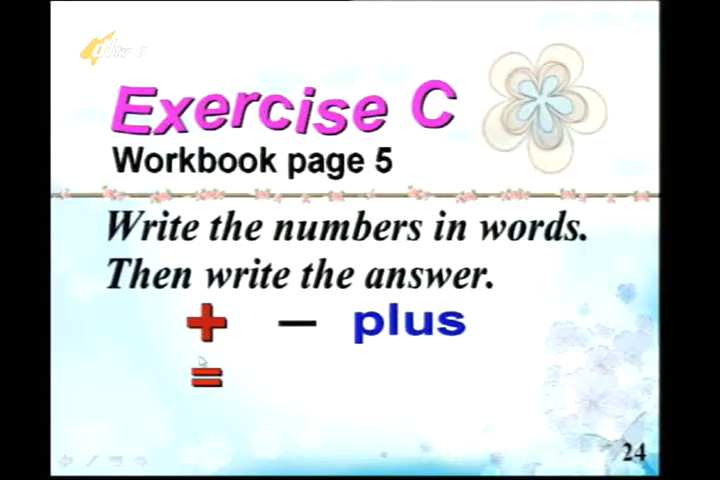 Exercise C
Workbook page 5
Write the numbers in words.
Then write the answer.
+ – plus
=
24